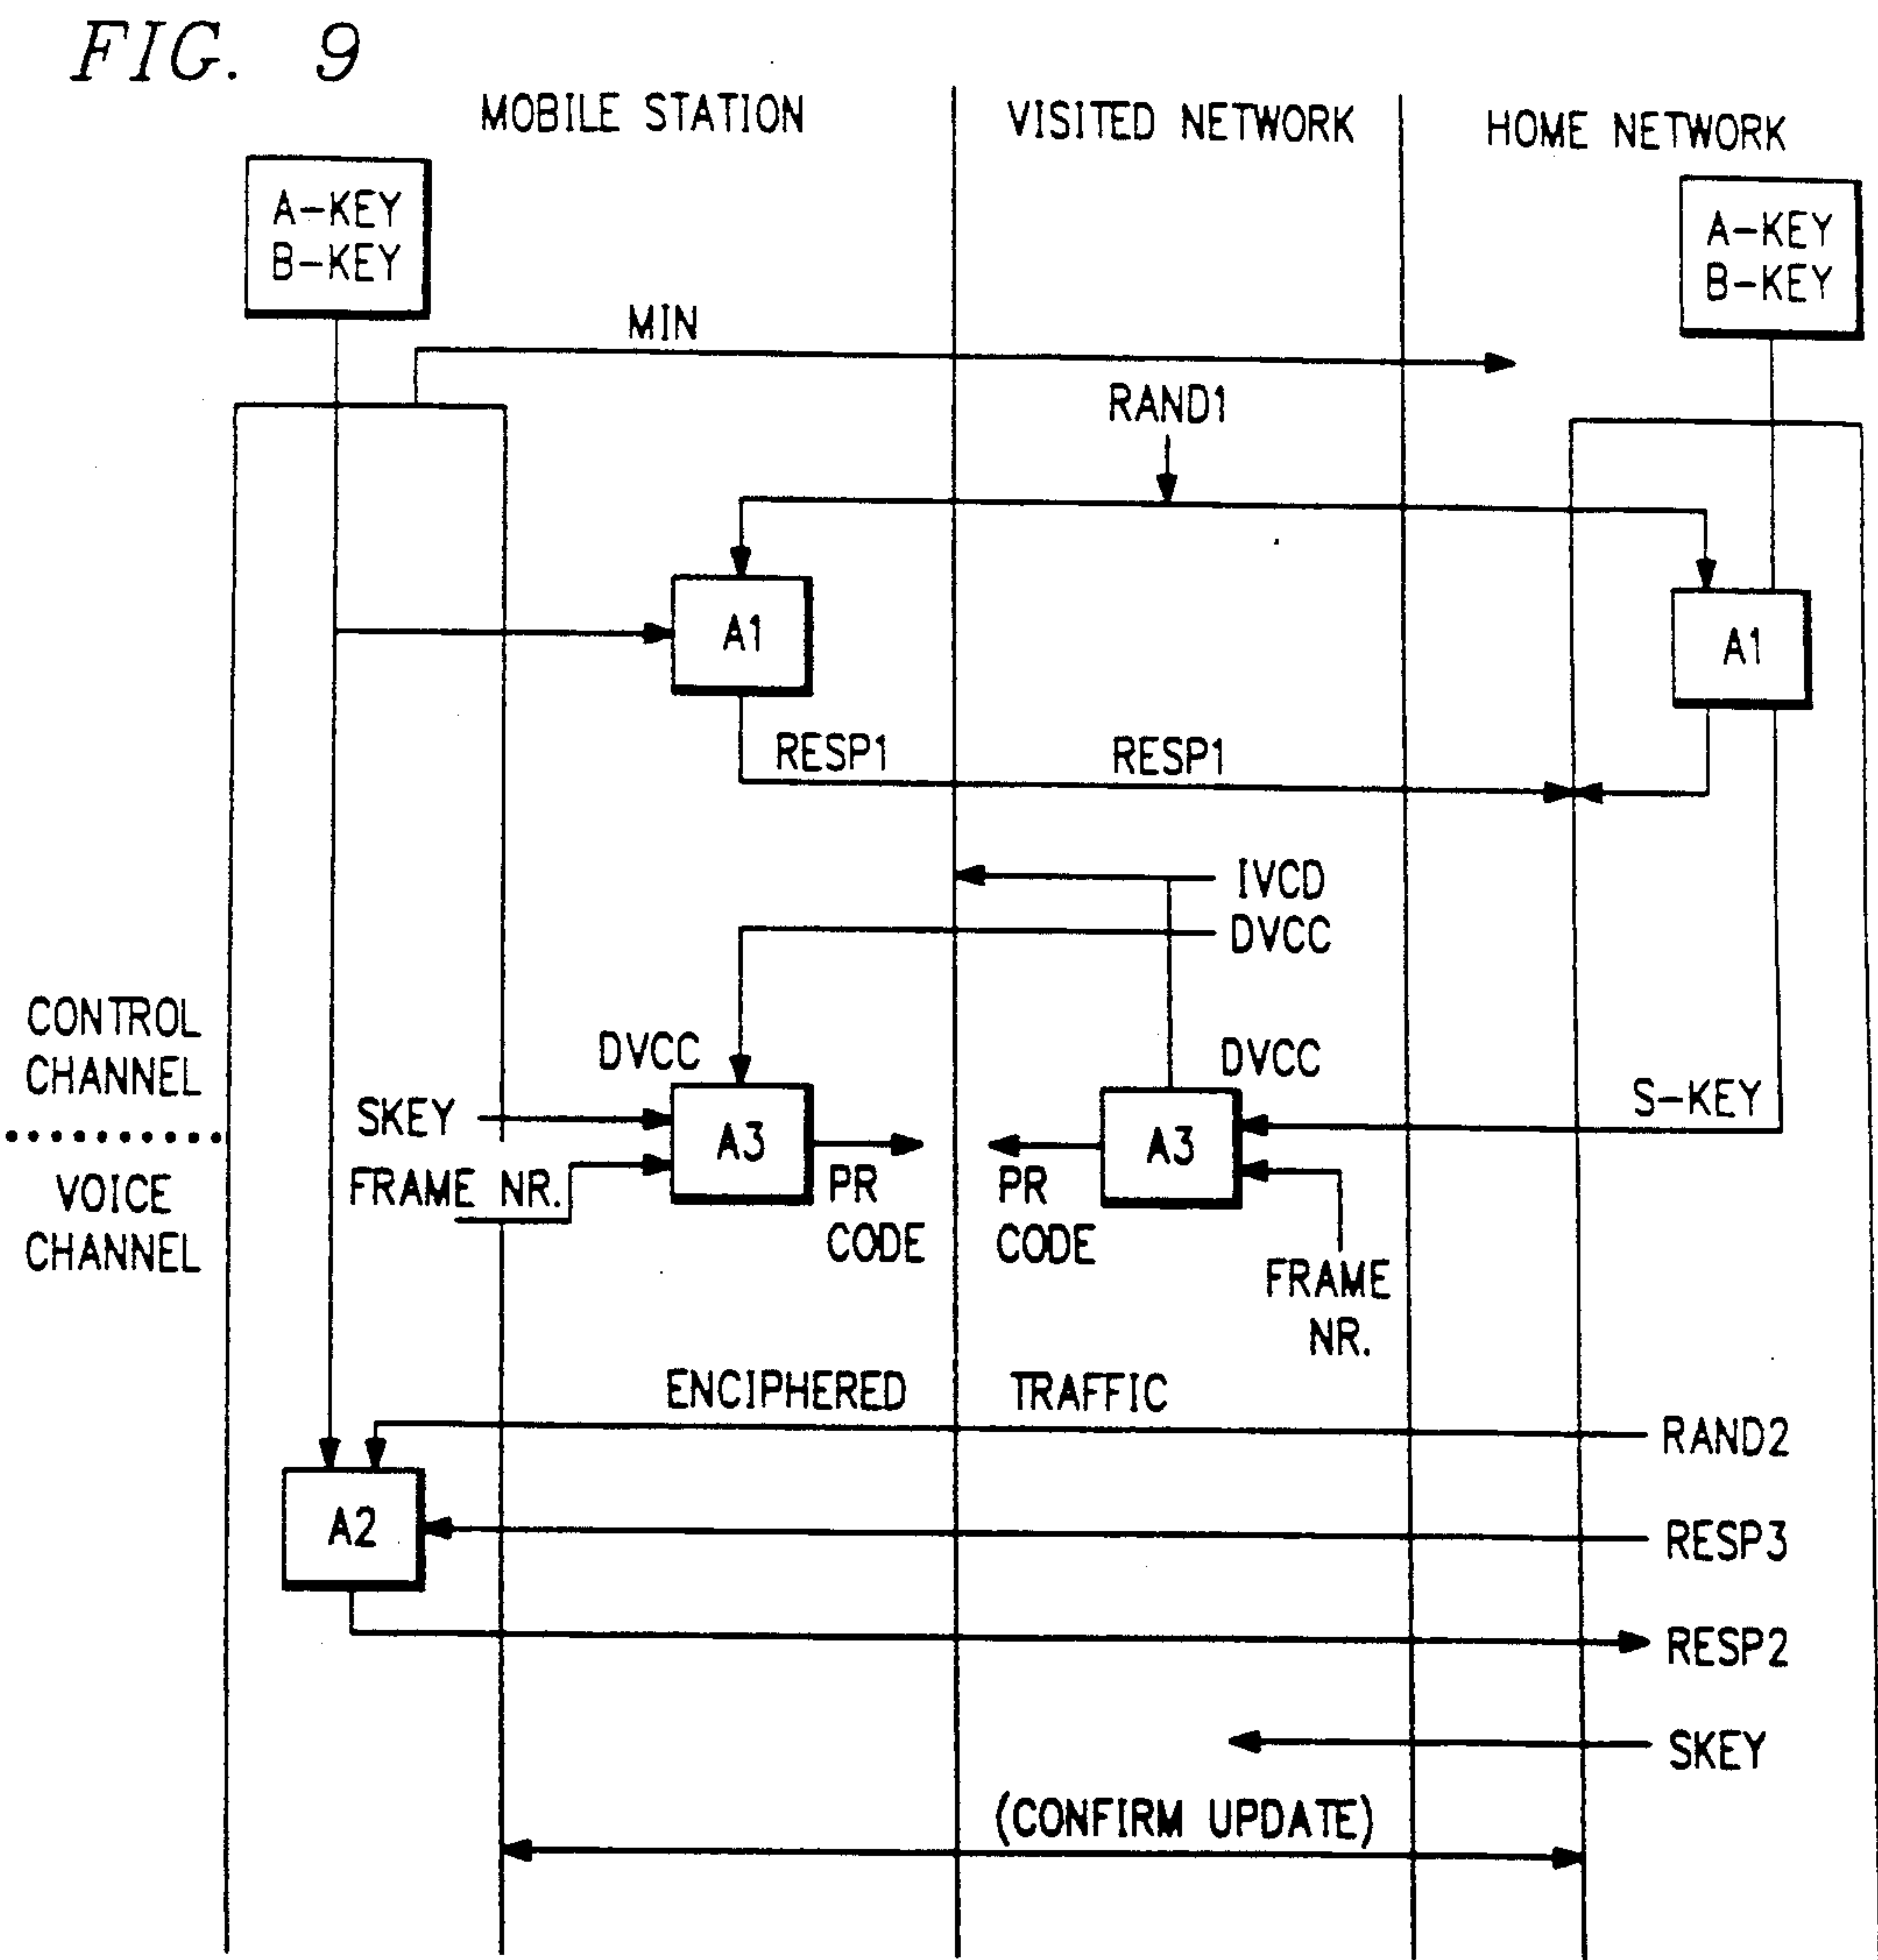 FIG. 9
MOBILE STATION
VISITED NETWORK
HOME NETWORK
A-KEY
B-KEY
A-KEY
B-KEY
MIN
RAND1
A1
A1
RESP1
RESP1
IVCD
DVCC
CONTROL
CHANNEL
DVCC
DVCC
SKEY
A3
A3
S-KEY
VOICE
CHANNEL
FRAME NR.
PR
CODE
PR
CODE
FRAME
NR.
ENCIPHERED
TRAFFIC
RAND2
A2
RESP3
RESP2
SKEY
(CONFIRM UPDATE)